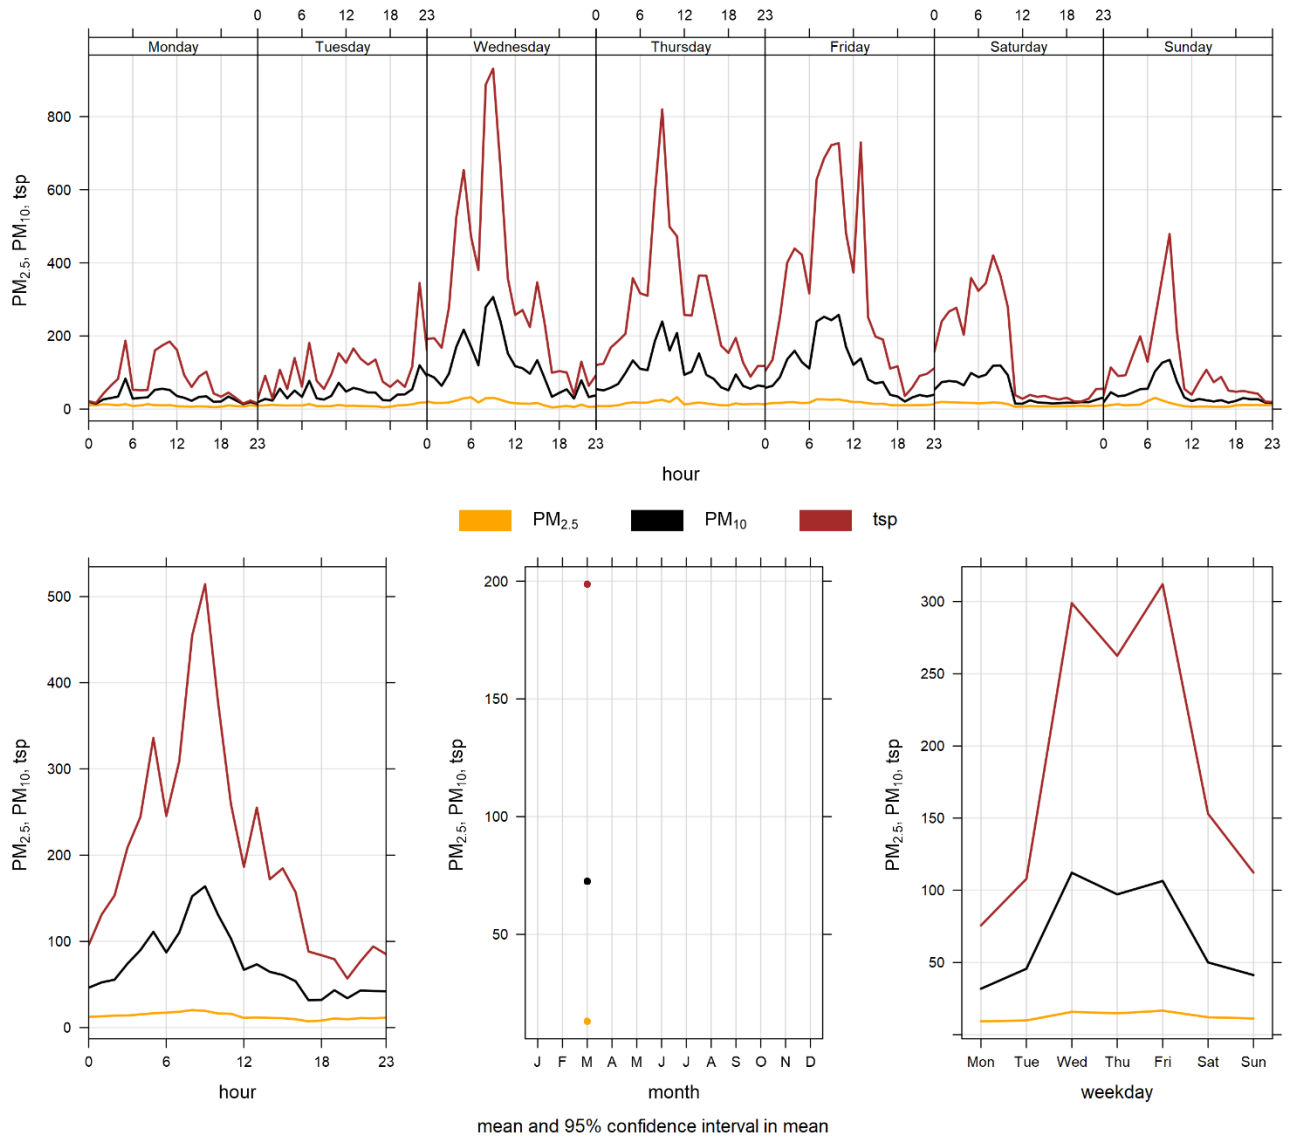 0 6 12 18 23 0 6 12 18 23 0 6 12 18 23
Monday Tuesday Wednesday Thursday Friday Saturday Sunday
800
600
400
200
0
PM2.5, PM10, tsp
0 6 12 18 23 0 6 12 18 23 0 6 12 18 23 0 6 12 18 23
hour
PM2.5 PM10 tsp
500
400
300
200
100
0
PM2.5, PM10, tsp
0 6 12 18 23
hour
200
150
100
50
PM2.5, PM10, tsp
J F M A M J J A S O N D
month
300
250
200
150
100
50
PM2.5, PM10, tsp
Mon Tue Wed Thu Fri Sat Sun
weekday
mean and 95% confidence interval in mean